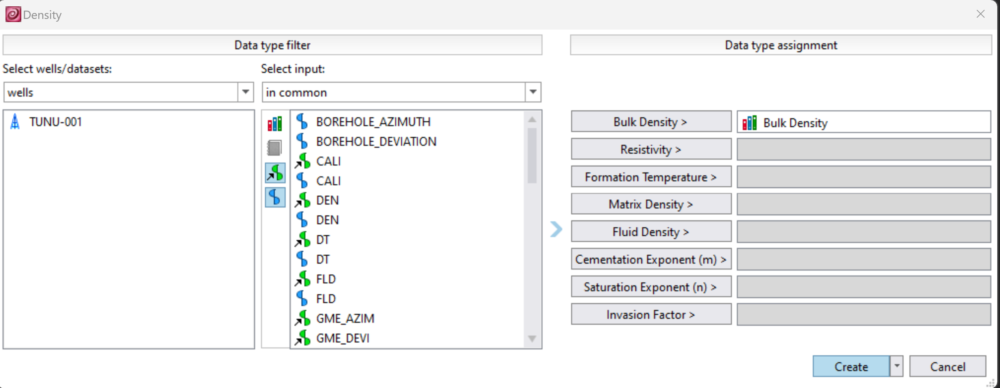 Density
Data type filter
Data type assignment
Select wells/datasets:
Select input:
wells
in common
TUNU-001
BOREHOLE_AZIMUTH
BOREHOLE_DEVIATION
CALI
CALI
DEN
DEN
DT
DT
FLD
FLD
GME_AZIM
GME_DEVI
Bulk Density >
Bulk Density
Resistivity >
Formation Temperature >
Matrix Density >
Fluid Density >
Cementation Exponent (m) >
Saturation Exponent (n) >
Invasion Factor >
Create
Cancel